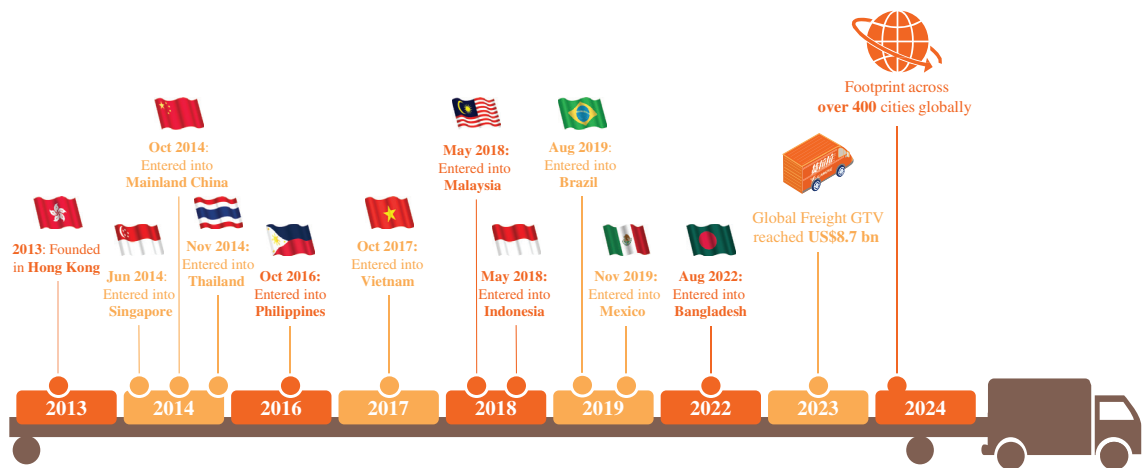 2013: Founded
in Hong Kong
Jun 2014:
Entered into
Singapore
Oct 2014:
Entered into
Mainland China
Nov 2014:
Entered into
Thailand
Oct 2016:
Entered into
Philippines
Oct 2017:
Entered into
Vietnam
May 2018:
Entered into
Malaysia
May 2018:
Entered into
Indonesia
Aug 2019:
Entered into
Brazil
Nov 2019:
Entered into
Mexico
Aug 2022:
Entered into
Bangladesh
Global Freight GTV
reached US$8.7 bn
Footprint across
over 400 cities globally
2013
2014
2016
2017
2018
2019
2022
2023
2024